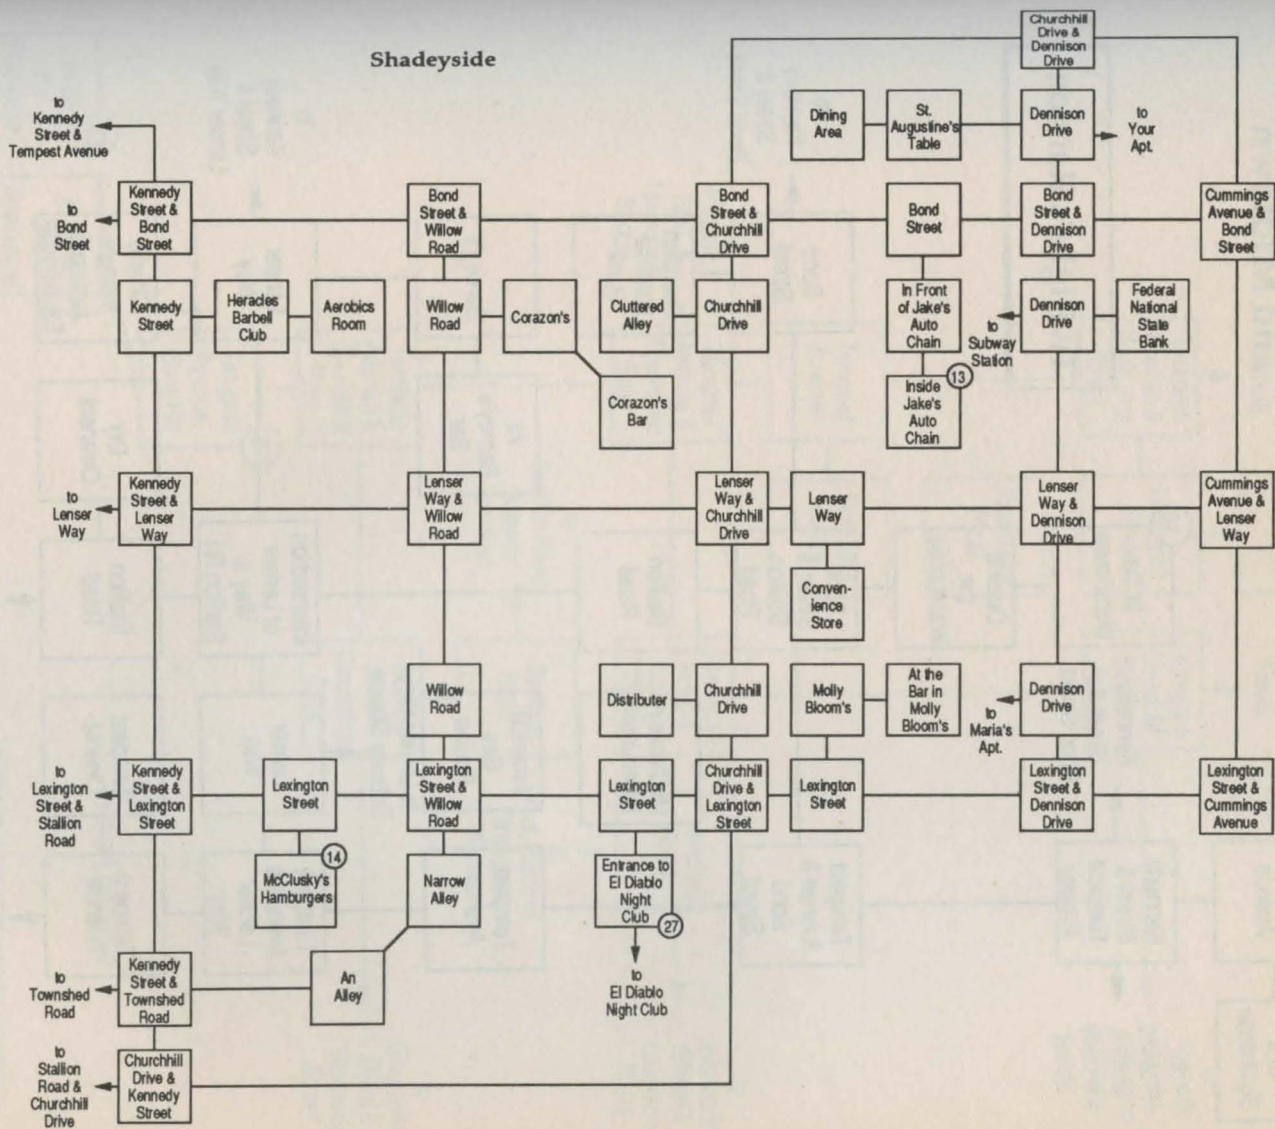 Shadeyside
Churchhill
Drive &
Dennison
Drive
to
Kennedy
Street &
Tempest Avenue
Dining
Area
St.
Augustine's
Table
Dennison
Drive
to
Your
Apt.
to
Bond
Street
Kennedy
Street &
Bond
Street
Bond
Street &
Willow
Road
Bond
Street &
Churchhill
Drive
Bond
Street
Bond
Street &
Dennison
Drive
Cummings
Avenue &
Bond
Street
Kennedy
Street
Heracles
Barbell
Club
Aerobics
Room
Willow
Road
Corazon's
Cluttered
Alley
Churchhill
Drive
In Front
of Jake's
Auto
Chain
to
Subway
Station
Dennison
Drive
Federal
National
State
Bank
Corazon's
Bar
Inside
Jake's
Auto
Chain
13
to
Lenser
Way
Kennedy
Street &
Lenser
Way
Lenser
Way &
Willow
Road
Lenser
Way &
Churchhill
Drive
Lenser
Way
Lenser
Way &
Dennison
Drive
Cummings
Avenue &
Lenser
Way
Conven-
ience
Store
Willow
Road
Distributer
Churchhill
Drive
Molly
Bloom's
At the
Bar in
Molly
Bloom's
to
Maria's
Apt.
Dennison
Drive
to
Lexington
Street &
Stallion
Road
Kennedy
Street &
Lexington
Street
Lexington
Street
Lexington
Street &
Willow
Road
Lexington
Street
Churchhill
Drive &
Lexington
Street
Lexington
Street
Lexington
Street &
Dennison
Drive
Lexington
Street &
Cummings
Avenue
14
McClusky's
Hamburgers
Narrow
Alley
Entrance to
El Diablo
Night
Club
27
to
El Diablo
Night Club
to
Townshed
Road
Kennedy
Street &
Townshed
Road
An
Alley
to
Stallion
Road &
Churchhill
Drive
Churchhill
Drive &
Kennedy
Street